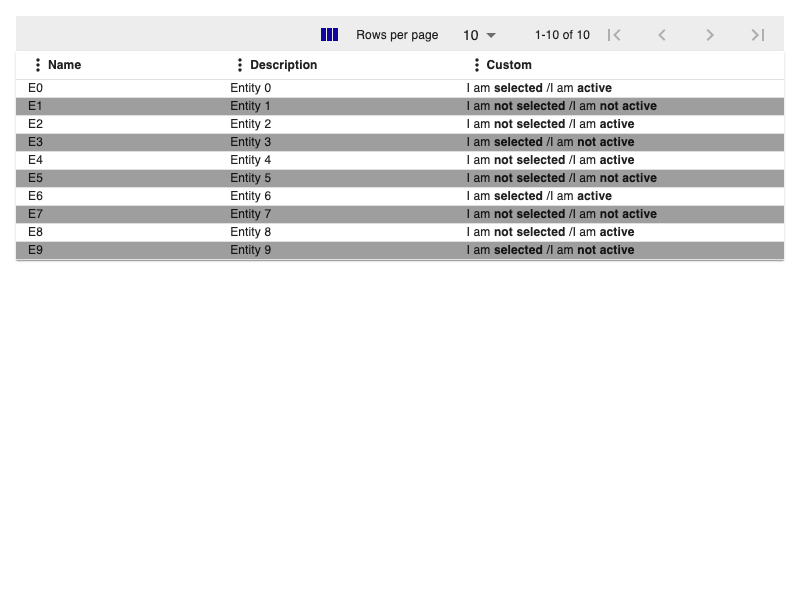 Rows per page 10 1-10 of 10
Name Description Custom
E0 Entity 0 I am selected /I am active
E1 Entity 1 I am not selected /I am not active
E2 Entity 2 I am not selected /I am active
E3 Entity 3 I am selected /I am not active
E4 Entity 4 I am not selected /I am active
E5 Entity 5 I am not selected /I am not active
E6 Entity 6 I am selected /I am active
E7 Entity 7 I am not selected /I am not active
E8 Entity 8 I am not selected /I am active
E9 Entity 9 I am selected /I am not active